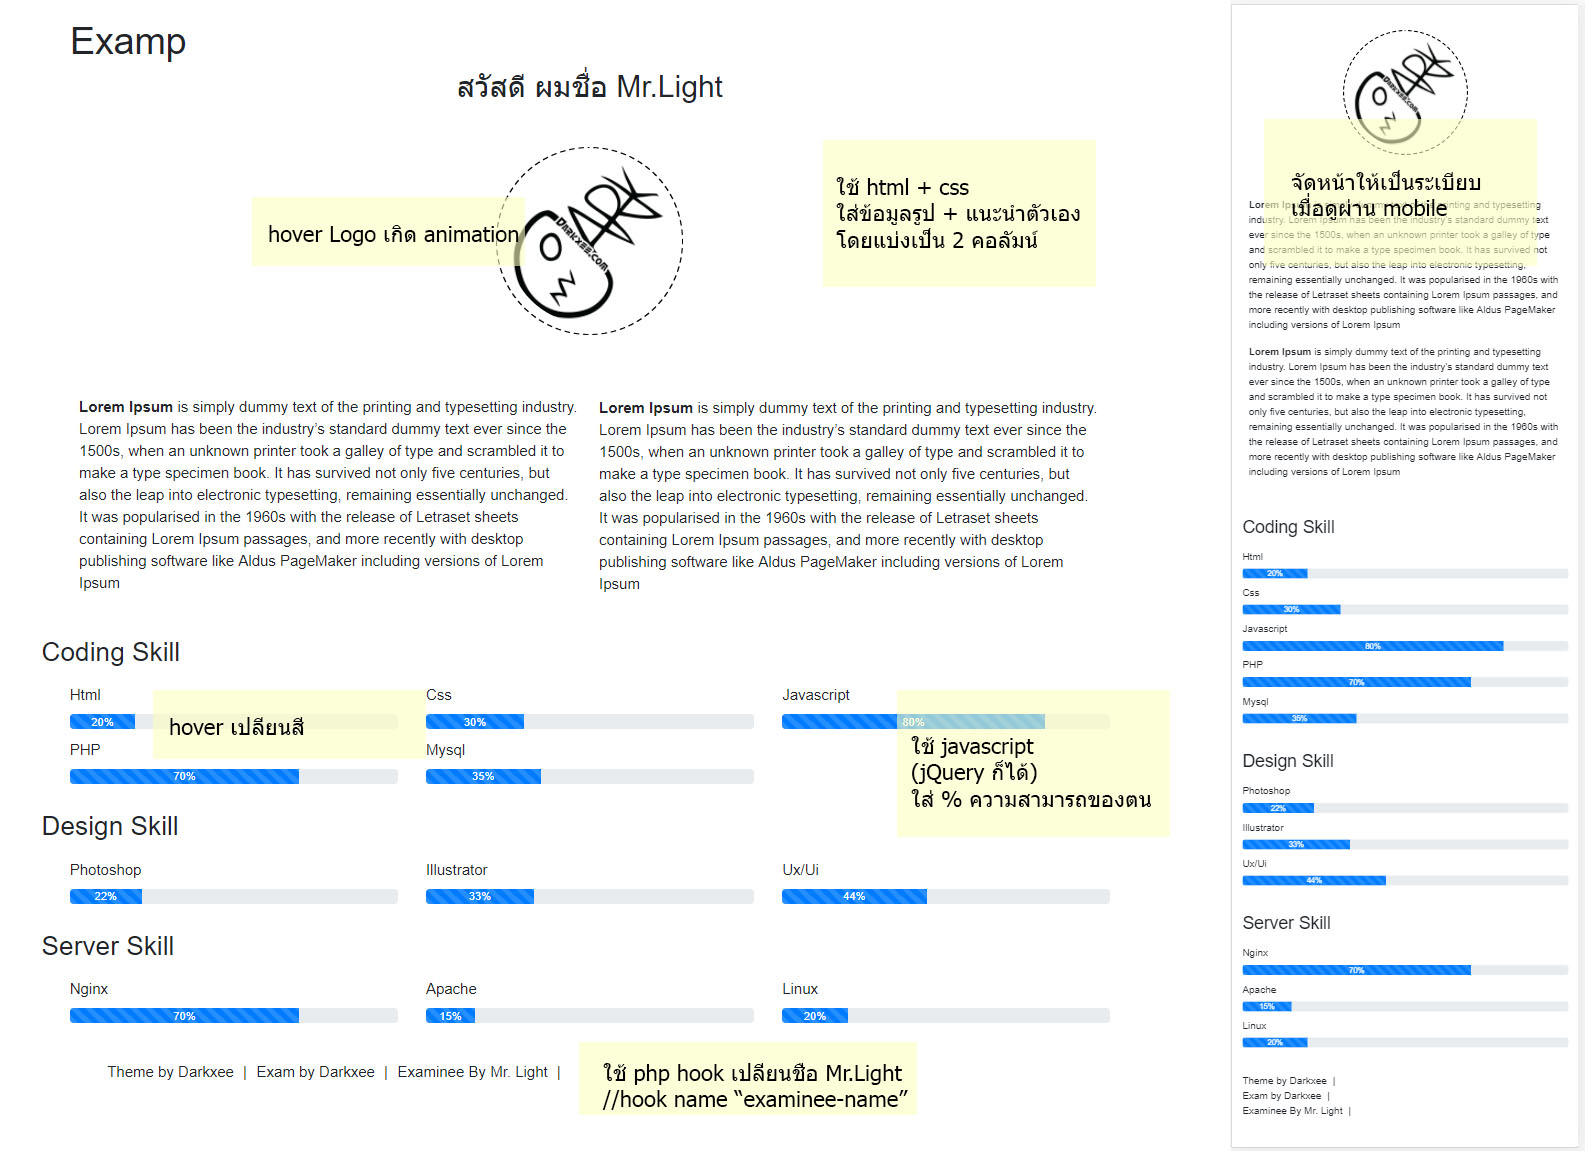 Examp
สวัสดี ผมชื่อ Mr.Light
DARK
DARKXEE.COM
hover Logo เกิด animation
ใช้ html + css
ใส่ข้อมูลรูป + แนะนำตัวเอง
โดยแบ่งเป็น 2 คอลัมน์
Lorem Ipsum is simply dummy text of the printing and typesetting industry.
Lorem Ipsum has been the industry's standard dummy text ever since the
1500s, when an unknown printer took a galley of type and scrambled it to
make a type specimen book. It has survived not only five centuries, but
also the leap into electronic typesetting, remaining essentially unchanged.
It was popularised in the 1960s with the release of Letraset sheets
containing Lorem Ipsum passages, and more recently with desktop
publishing software like Aldus PageMaker including versions of Lorem
Ipsum
Lorem Ipsum is simply dummy text of the printing and typesetting industry.
Lorem Ipsum has been the industry's standard dummy text ever since the
1500s, when an unknown printer took a galley of type and scrambled it to
make a type specimen book. It has survived not only five centuries, but
also the leap into electronic typesetting, remaining essentially unchanged.
It was popularised in the 1960s with the release of Letraset sheets
containing Lorem Ipsum passages, and more recently with desktop
publishing software like Aldus PageMaker including versions of Lorem
Ipsum
Coding Skill
Html
20%
Css
30%
Javascript
80%
hover เปลียนสี
PHP
70%
Mysql
35%
ใช้ javascript
(jQuery ก็ได้)
ใส่ % ความสามารถของตน
Design Skill
Photoshop
22%
Illustrator
33%
Ux/Ui
44%
Server Skill
Nginx
70%
Apache
15%
Linux
20%
Theme by Darkxee | Exam by Darkxee | Examinee By Mr. Light |
ใช้ php hook เปลียนชือ Mr.Light
//hook name “examinee-name”
DARK
DARKXEE.COM
จัดหน้าให้เป็นระเบียบ
เมื่อดูผ่าน mobile
Lorem Ipsum is simply dummy text of the printing and typesetting
industry. Lorem Ipsum has been the industry's standard dummy text
ever since the 1500s, when an unknown printer took a galley of type
and scrambled it to make a type specimen book. It has survived not
only five centuries, but also the leap into electronic typesetting,
remaining essentially unchanged. It was popularised in the 1960s with
the release of Letraset sheets containing Lorem Ipsum passages, and
more recently with desktop publishing software like Aldus PageMaker
including versions of Lorem Ipsum
Lorem Ipsum is simply dummy text of the printing and typesetting
industry. Lorem Ipsum has been the industry's standard dummy text
ever since the 1500s, when an unknown printer took a galley of type
and scrambled it to make a type specimen book. It has survived not
only five centuries, but also the leap into electronic typesetting,
remaining essentially unchanged. It was popularised in the 1960s with
the release of Letraset sheets containing Lorem Ipsum passages, and
more recently with desktop publishing software like Aldus PageMaker
including versions of Lorem Ipsum
Coding Skill
Html
20%
Css
30%
Javascript
80%
PHP
70%
Mysql
35%
Design Skill
Photoshop
22%
Illustrator
33%
Ux/Ui
44%
Server Skill
Nginx
70%
Apache
15%
Linux
20%
Theme by Darkxee |
Exam by Darkxee |
Examinee By Mr. Light |